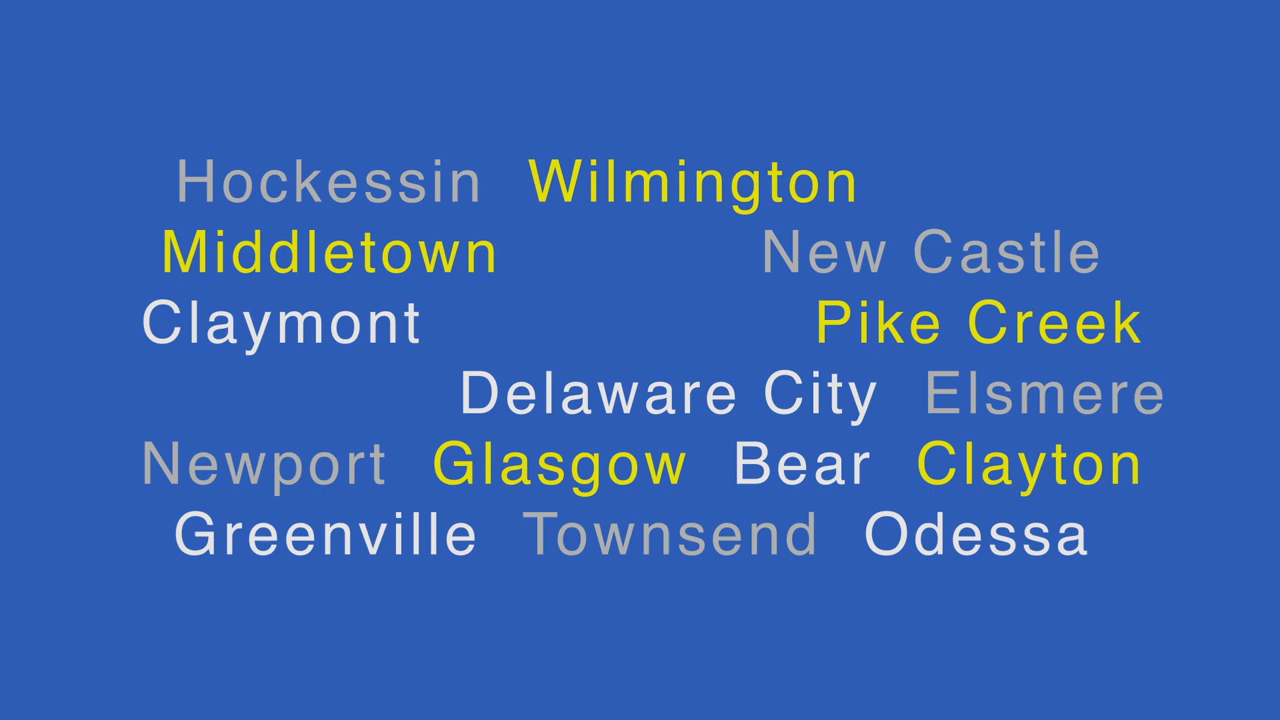 Hockessin Wilmington
Middletown New Castle
Claymont Pike Creek
Delaware City Elsmere
Newport Glasgow Bear Clayton
Greenville Townsend Odessa